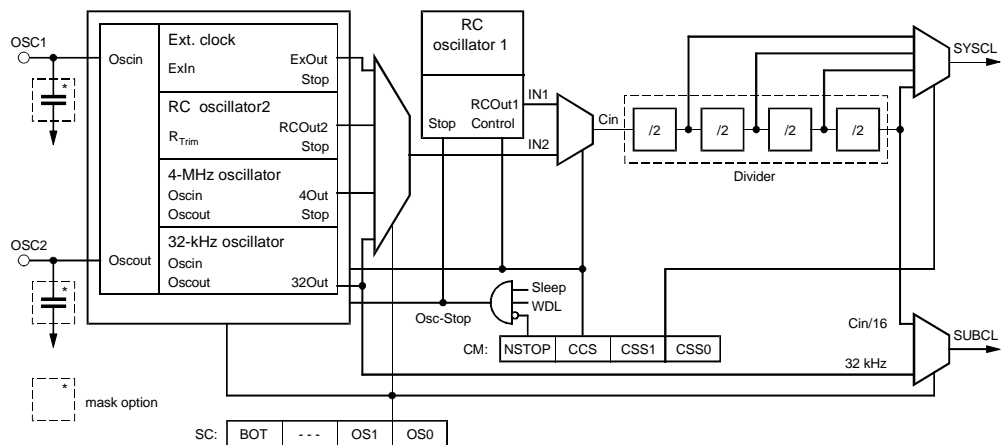 OSC1
*
Oscin
Ext. clock
ExIn
ExOut
Stop
RC oscillator2
RTrim
RCOut2
Stop
4-MHz oscillator
Oscin
Oscout
4Out
Stop
32-kHz oscillator
Oscin
Oscout
32Out
OSC2
Oscout
*
*
mask option
RC
oscillator 1
RCOut1
Stop
Control
IN1
IN2
Cin
/2
/2
/2
/2
Divider
SYSCL
Sleep
WDL
Osc-Stop
CM:
NSTOP
CCS
CSS1
CSS0
Cin/16
32 kHz
SUBCL
SC:
BOT
- - -
OS1
OS0